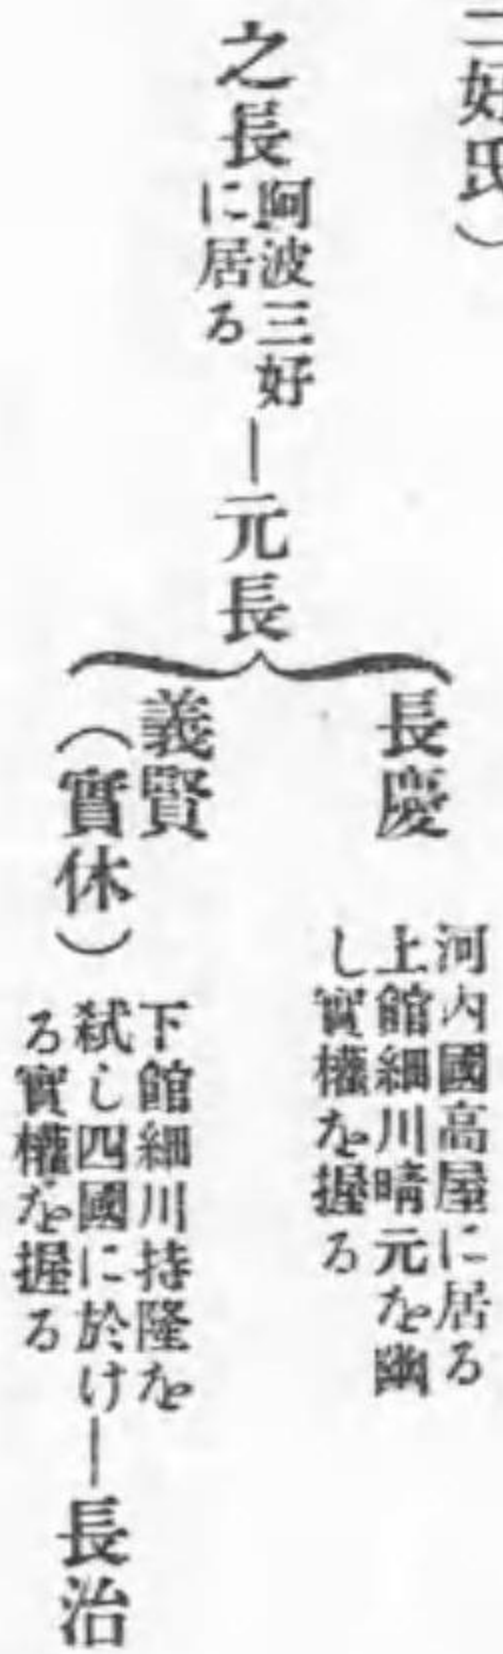 好氏）
之長
阿波三好
に居る
元長
長慶
河内國高屋に居る
上館細川晴元を幽
し實權を握る
義賢
（實休）
下館細川持隆を
弑し四國に於け
る實權を握る
長治